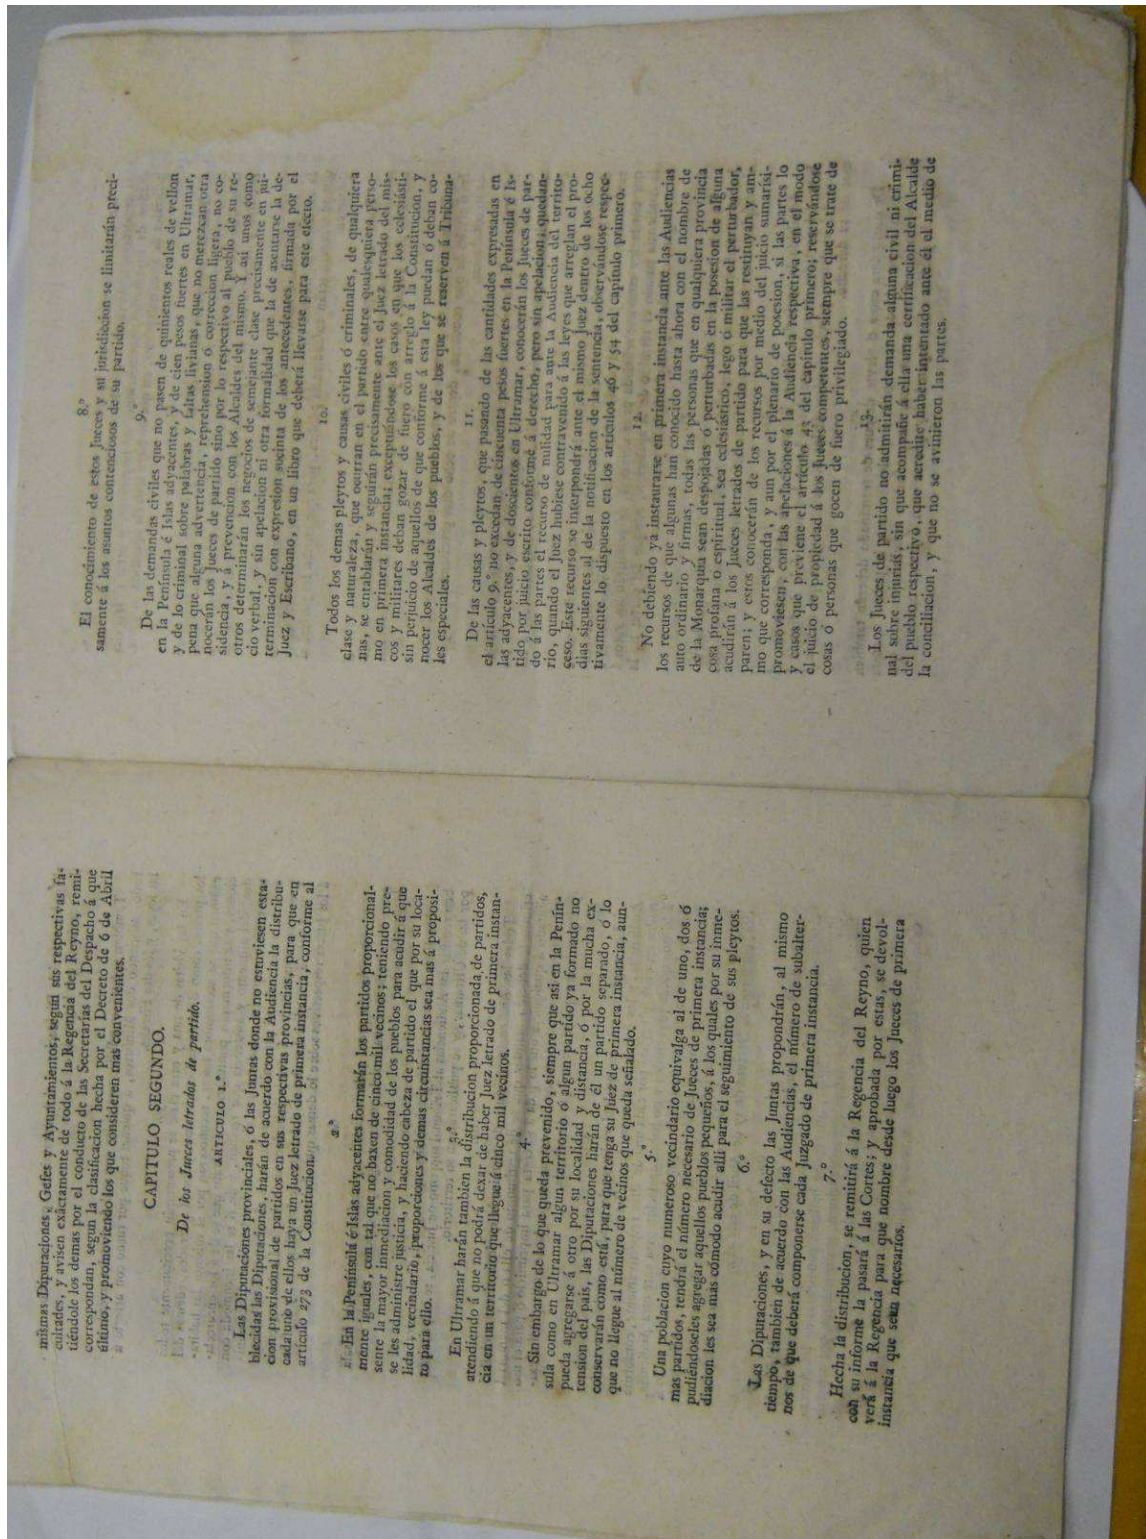 mismas Diputaciones, Gefes y Ayuntamientos, segun sus respectivas fa-
cultades, y avisen exâctamente de todo á la Regencia del Reyno, remi-
tiéndole los demas por el conducto de las Secretarías del Despacho á que
correspondan, segun la clasificacion hecha por el Decreto de 6 de Abril
último, y promoviendo los que consideren mas convenientes.
CAPITULO SEGUNDO.
De los Jueces letrados de partido.
ARTICULO 1.º
Las Diputaciones provinciales, ó las Juntas donde no estuviesen esta-
blecidas las Diputaciones, harán de acuerdo con la Audiencia la distribu-
cion provisional de partidos en sus respectivas provincias, para que en
cada uno de ellos haya un Juez letrado de primera instancia, conforme al
artículo 273 de la Constitucion.
2.º
En la Península é Islas adyacentes formarán los partidos proporcional-
mente iguales, con tal que no baxen de cinco mil vecinos; teniendo pre-
sente la mayor inmediacion y comodidad de los pueblos para acudir á que
se les administre justicia, y haciendo cabeza de partido el que por su loca-
lidad, vecindario, proporciones y demas circunstancias sea mas á proposi-
to para ello.
3.º
En Ultramar harán tambien la distribucion proporcionada de partidos,
atendiendo á que no podrá dexar de haber Juez letrado de primera instan-
cia en un territorio que llegue á cinco mil vecinos.
4.º
Sin embargo de lo que queda prevenido, siempre que asi en la Penín-
sula como en Ultramar algun territorio ó algun partido ya formado no
pueda agregarse á otro por su localidad y distancia, ó por la mucha ex-
tension del país, las Diputaciones harán de él un partido separado, ó lo
conservarán como está, para que tenga su Juez de primera instancia, aun-
que no llegue al número de vecinos que queda señalado.
5.º
Una poblacion cuyo numeroso vecindario equivalga al de uno, dos ó
mas partidos, tendrá el número necesario de Jueces de primera instancia;
pudiéndoseles agregar aquellos pueblos pequeños, á los quales por su inme-
diacion les sea mas cómodo acudir allí para el seguimiento de sus pleytos.
6.º
Las Diputaciones, y en su defecto las Juntas propondrán, al mismo
tiempo, tambien de acuerdo con las Audiencias, el número de subalter-
nos de que deberá componerse cada Juzgado de primera instancia.
7.º
Hecha la distribucion, se remitirá á la Regencia del Reyno, quien
con su informe la pasará á las Cortes; y aprobada por estas, se devol-
verá á la Regencia para que nombre desde luego los Jueces de primera
instancia que sean necesarios.
8.º
El conocimiento de estos Jueces y su jurisdiccion se limitarán preci-
samente á los asuntos contenciosos de su partido.
9.º
De las demandas civiles que no pasen de quinientos reales de vellon
en la Península é Islas adyacentes, y de cien pesos fuertes en Ultramar,
y de lo criminal sobre palabras y faltas livianas, que no merezcan otra
pena que alguna advertencia, reprehension ó correccion ligera, no co-
nocerán los Jueces de partido sino por lo respectivo al pueblo de su re-
sidencia, y á prevencion con los Alcaldes del mismo. Y asi unos como
otros determinarán los negocios de semejante clase precisamente en jui-
cio verbal, y sin apelacion ni otra formalidad que la de asentarse la de-
terminacion con expresion sucinta de los antecedentes, firmada por el
Juez y Escribano, en un libro que deberá llevarse para este efecto.
10.
Todos los demas pleytos y causas civiles ó criminales, de qualquiera
clase y naturaleza, que ocurran en el partido entre qualesquiera perso-
nas, se entablarán y seguirán precisamente ante el Juez letrado del mis-
mo en primera instancia; exceptuándose los casos en que los eclesiásti-
cos y militares deban gozar de fuero con arreglo á la Constitucion, y
sin perjuicio de aquellos de que conforme á esta ley puedan ó deban co-
nocer los Alcaldes de los pueblos, y de los que se reserven á Tribuna-
les especiales.
11.
De las causas y pleytos, que pasando de las cantidades expresadas en
el artículo 9.º no excedan de cincuenta pesos fuertes en la Península é Is-
las adyacentes, y de doscientos en Ultramar, conocerán los Jueces de par-
tido por juicio escrito conforme á derecho, pero sin apelacion; quedan-
do á las partes el recurso de nulidad para ante la Audiencia del territo-
rio, quando el Juez hubiese contravenido á las leyes que arreglan el pro-
ceso. Este recurso se interpondrá ante el mismo Juez dentro de los ocho
dias siguientes al de la notificacion de la sentencia, observándose respec-
tivamente lo dispuesto en los artículos 46 y 54 del capítulo primero.
12.
No debiendo ya instaurarse en primera instancia ante las Audiencias
los recursos de que algunas han conocido hasta ahora con el nombre de
auto ordinario y firmas, todas las personas que en qualquiera provincia
de la Monarquía sean despojadas ó perturbadas en la posesion de alguna
cosa profana o espiritual, sea eclesiástico, lego ó militar el perturbador,
acudirán á los Jueces letrados de partido para que las restituyan y am-
paren; y estos conocerán de los recursos por medio del juicio sumarísi-
mo que corresponda, y aun por el plenario de posesion, si las partes lo
promoviesen, con las apelaciones á la Audiencia respectiva, en el modo
y casos que previene el artículo 43 del capítulo primero; reservándose
el juicio de propiedad á los Jueces competentes, siempre que se trate de
cosas ó personas que gocen de fuero privilegiado.
13.
Los Jueces de partido no admitirán demanda alguna civil ni crimi-
nal sobre injurias, sin que acompañe á ella una certificacion del Alcalde
del pueblo respectivo, que acredite haber intentado ante él el medio de
la conciliacion, y que no se avinieron las partes.